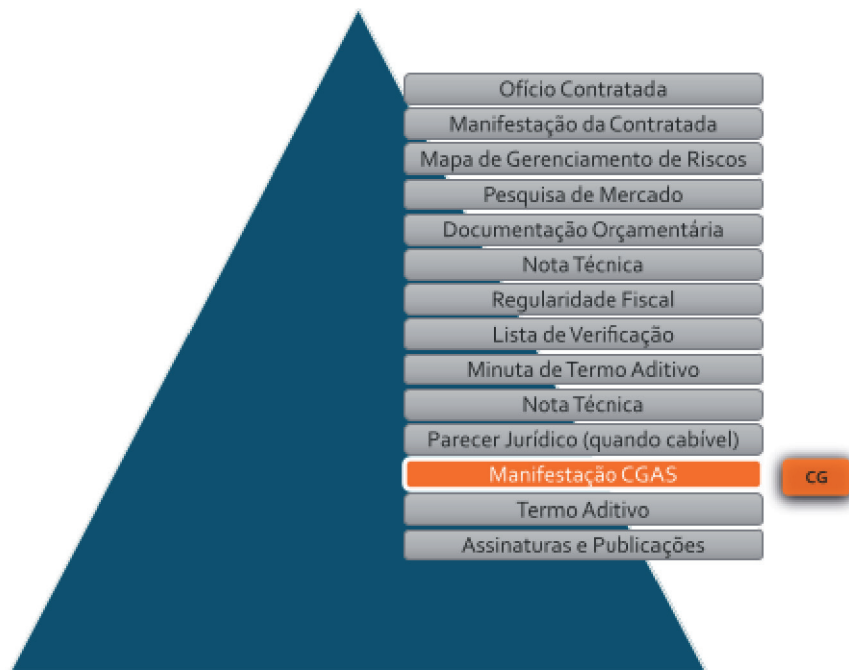 Ofício Contratada
Manifestação da Contratada
Mapa de Gerenciamento de Riscos
Pesquisa de Mercado
Documentação Orçamentária
Nota Técnica
Regularidade Fiscal
Lista de Verificação
Minuta de Termo Aditivo
Nota Técnica
Parecer Jurídico (quando cabível)
Manifestação CGAS
CG
Termo Aditivo
Assinaturas e Publicações